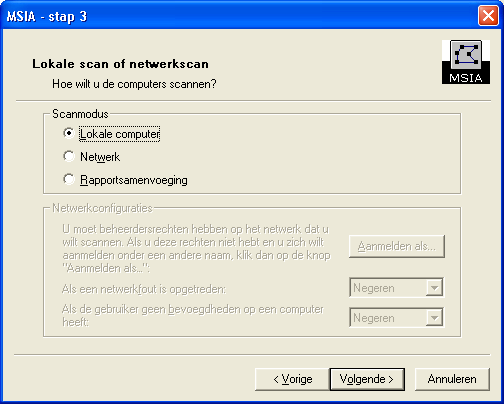 MSIA - stap 3
Lokale scan of netwerkscan
Hoe wilt u de computers scannen?
MSIA
Scanmodus
Lokale computer
Netwerk
Rapportsamenvoeging
Netwerkconfiguraties
U moet beheerdersrechten hebben op het netwerk dat u
wilt scannen. Als u deze rechten niet hebt en u zich wilt
aanmelden onder een andere naam, klik dan op de knop
"Aanmelden als...":
Aanmelden als...
Als een netwerkfout is opgetreden:
Negeren
Als de gebruiker geen bevoegdheden op een computer
heeft:
Negeren
< Vorige
Volgende >
Annuleren